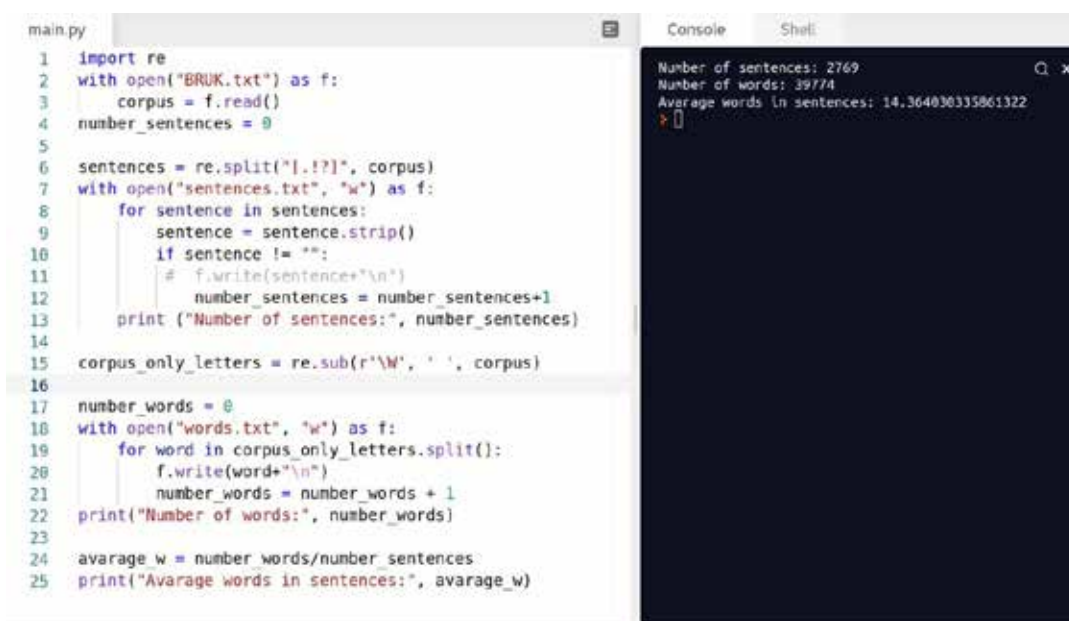 main.py
1 import re
2 with open("BRUK.txt") as f:
3     corpus = f.read()
4 number_sentences = 0
5
6 sentences = re.split("[.!?]", corpus)
7 with open("sentences.txt", "w") as f:
8     for sentence in sentences:
9         sentence = sentence.strip()
10         if sentence != "":
11         #  f.write(sentence+"\n")
12             number_sentences = number_sentences+1
13     print ("Number of sentences:", number_sentences)
14
15 corpus_only_letters = re.sub(r'\W', ' ', corpus)
16
17 number_words = 0
18 with open("words.txt", "w") as f:
19     for word in corpus_only_letters.split():
20         f.write(word+"\n")
21         number_words = number_words + 1
22 print("Number of words:", number_words)
23
24 avarage_w = number_words/number_sentences
25 print("Avarage words in sentences:", avarage_w)
Console Shell
Number of sentences: 2769
Number of words: 39774
Avarage words in sentences: 14.364030335861322